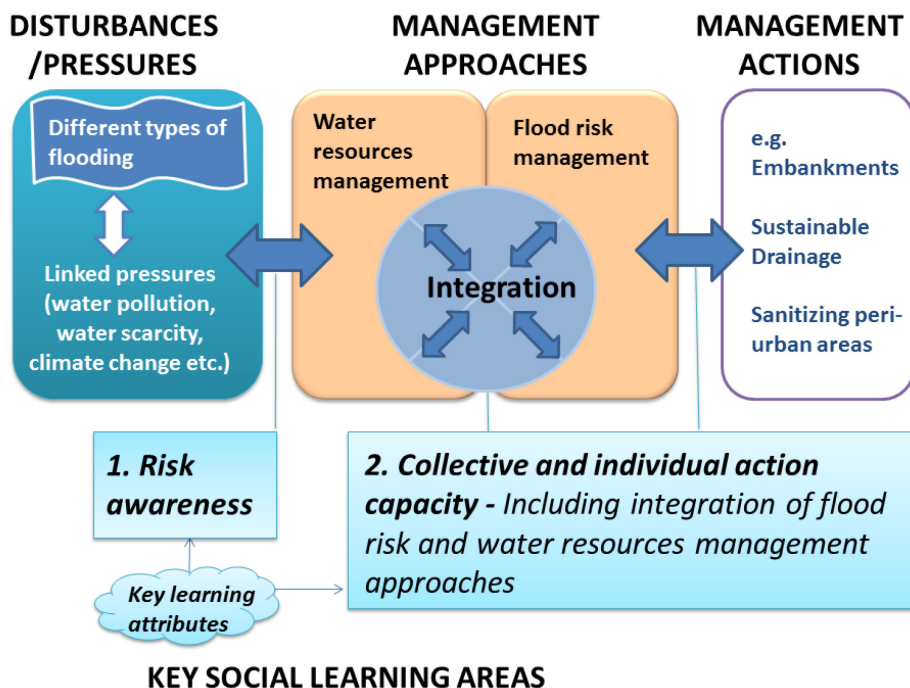 DISTURBANCES
/PRESSURES
MANAGEMENT
APPROACHES
MANAGEMENT
ACTIONS
Different types of
flooding
Linked pressures
(water pollution,
water scarcity,
climate change etc.)
Water
resources
management
Flood risk
management
Integration
e.g.
Embankments
Sustainable
Drainage
Sanitizing peri-
urban areas
1. Risk
awareness
2. Collective and individual action
capacity - Including integration of flood
risk and water resources management
approaches
Key learning
attributes
KEY SOCIAL LEARNING AREAS